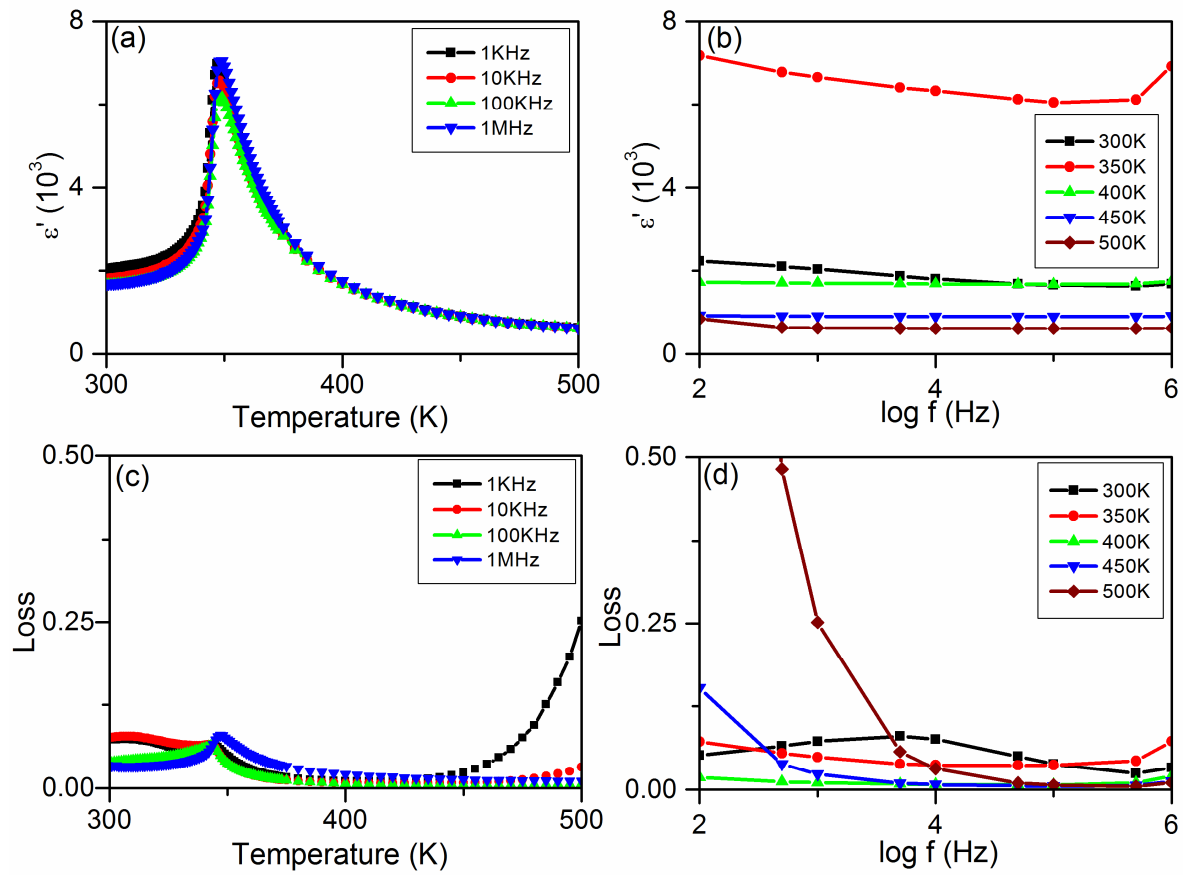 (a)
1KHz
10KHz
100KHz
1MHz
8
4
0
ε' (10³)
300
400
500
Temperature (K)
(b)
300K
350K
400K
450K
500K
8
4
0
ε' (10³)
2
4
6
log f (Hz)
(c)
1KHz
10KHz
100KHz
1MHz
0.50
0.25
0.00
Loss
300
400
500
Temperature (K)
(d)
300K
350K
400K
450K
500K
0.50
0.25
0.00
Loss
2
4
6
log f (Hz)